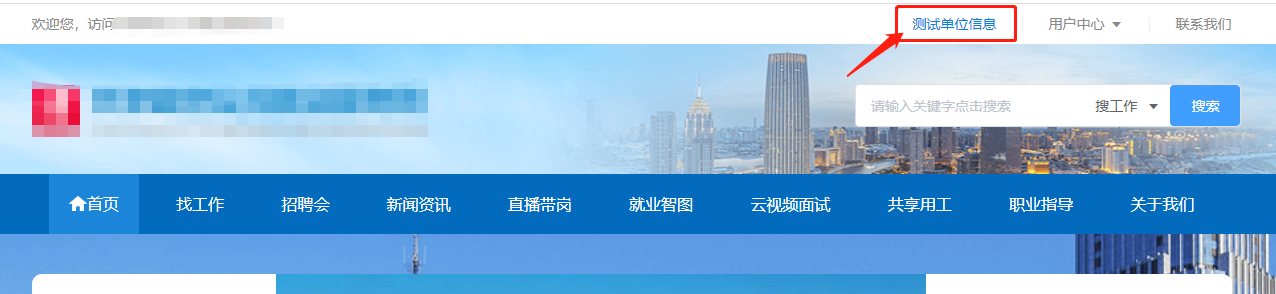 欢迎您，访问
测试单位信息 用户中心 联系我们
请输入关键字点击搜索 搜工作 搜索
首页 找工作 招聘会 新闻资讯 直播带岗 就业智图 云视频面试 共享用工 职业指导 关于我们